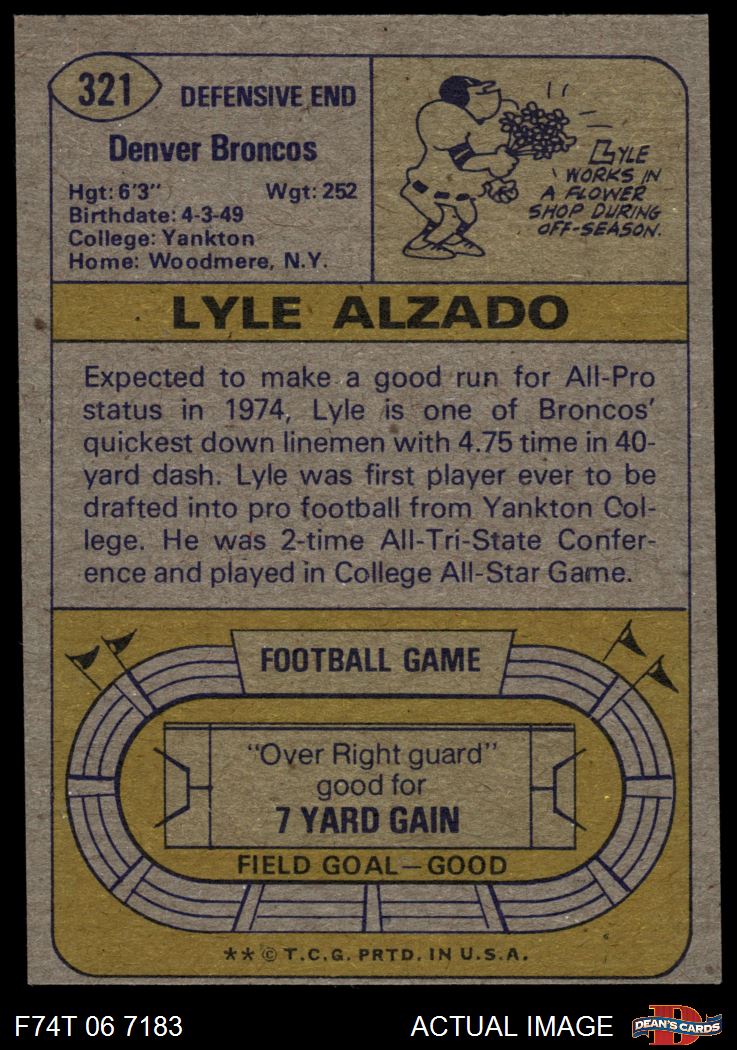 321
DEFENSIVE END
Denver Broncos
Hgt: 6'3"
Wgt: 252
Birthdate: 4-3-49
College: Yankton
Home: Woodmere, N.Y.
LYLE
WORKS IN
A FLOWER
SHOP DURING
OFF-SEASON.
LYLE ALZADO
Expected to make a good run for All-Pro
status in 1974, Lyle is one of Broncos'
quickest down linemen with 4.75 time in 40-
yard dash. Lyle was first player ever to be
drafted into pro football from Yankton Col-
lege. He was 2-time All-Tri-State Confer-
ence and played in College All-Star Game.
FOOTBALL GAME
"Over Right guard"
good for
7 YARD GAIN
FIELD GOAL—GOOD
** © T.C.G. PRTD. IN U.S.A.
F74T 06 7183
ACTUAL IMAGE
D
DEAN'S CARDS